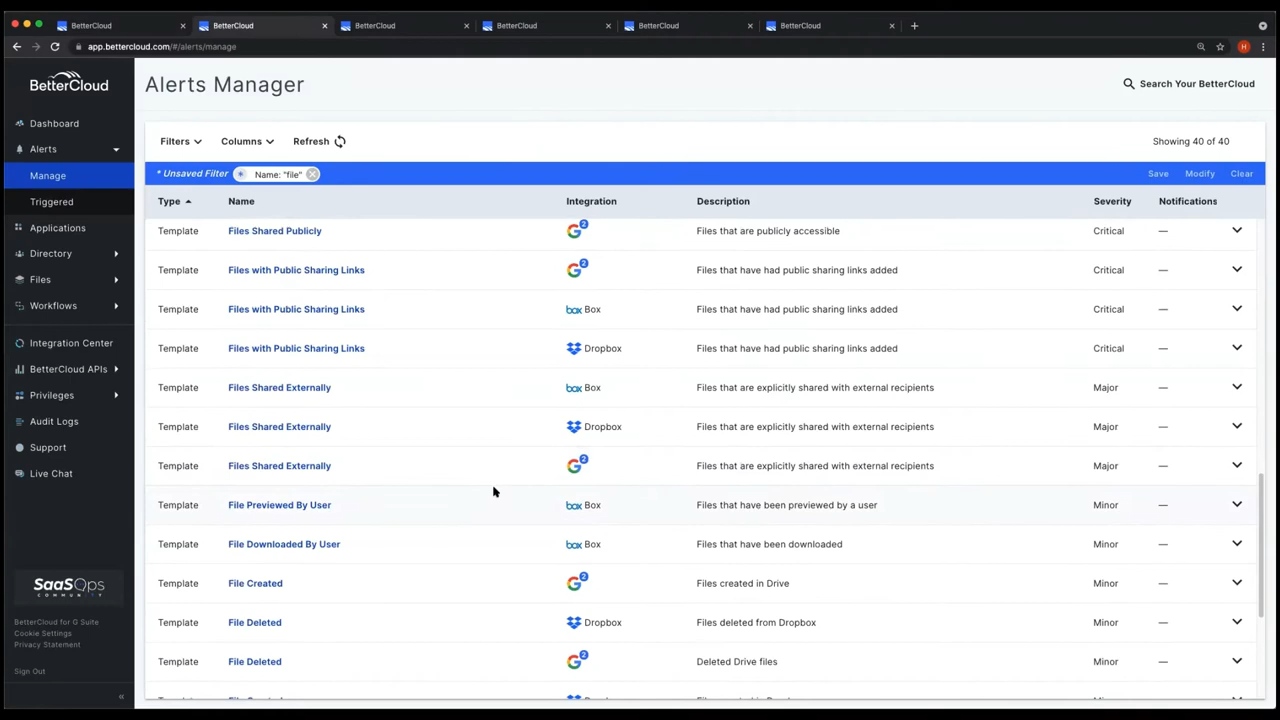 BetterCloud
BetterCloud
BetterCloud
BetterCloud
BetterCloud
BetterCloud
app.bettercloud.com/#/alerts/manage
H
BetterCloud
Dashboard
Alerts
Manage
Triggered
Applications
Directory
Files
Workflows
Integration Center
BetterCloud APIs
Privileges
Audit Logs
Support
Live Chat
SaaSOps
COMMUNITY
BetterCloud for G Suite
Cookie Settings
Privacy Statement
Sign Out
«
Alerts Manager
Search Your BetterCloud
Filters Columns Refresh Showing 40 of 40
* Unsaved Filter Name: "file" Save Modify Clear
Type Name Integration Description Severity Notifications
Template Files Shared Publicly G 2 Files that are publicly accessible Critical —
Template Files with Public Sharing Links G 2 Files that have had public sharing links added Critical —
Template Files with Public Sharing Links box Box Files that have had public sharing links added Critical —
Template Files with Public Sharing Links Dropbox Files that have had public sharing links added Critical —
Template Files Shared Externally box Box Files that are explicitly shared with external recipients Major —
Template Files Shared Externally Dropbox Files that are explicitly shared with external recipients Major —
Template Files Shared Externally G 2 Files that are explicitly shared with external recipients Major —
Template File Previewed By User box Box Files that have been previewed by a user Minor —
Template File Downloaded By User box Box Files that have been downloaded Minor —
Template File Created G 2 Files created in Drive Minor —
Template File Deleted Dropbox Files deleted from Dropbox Minor —
Template File Deleted G 2 Deleted Drive files Minor —